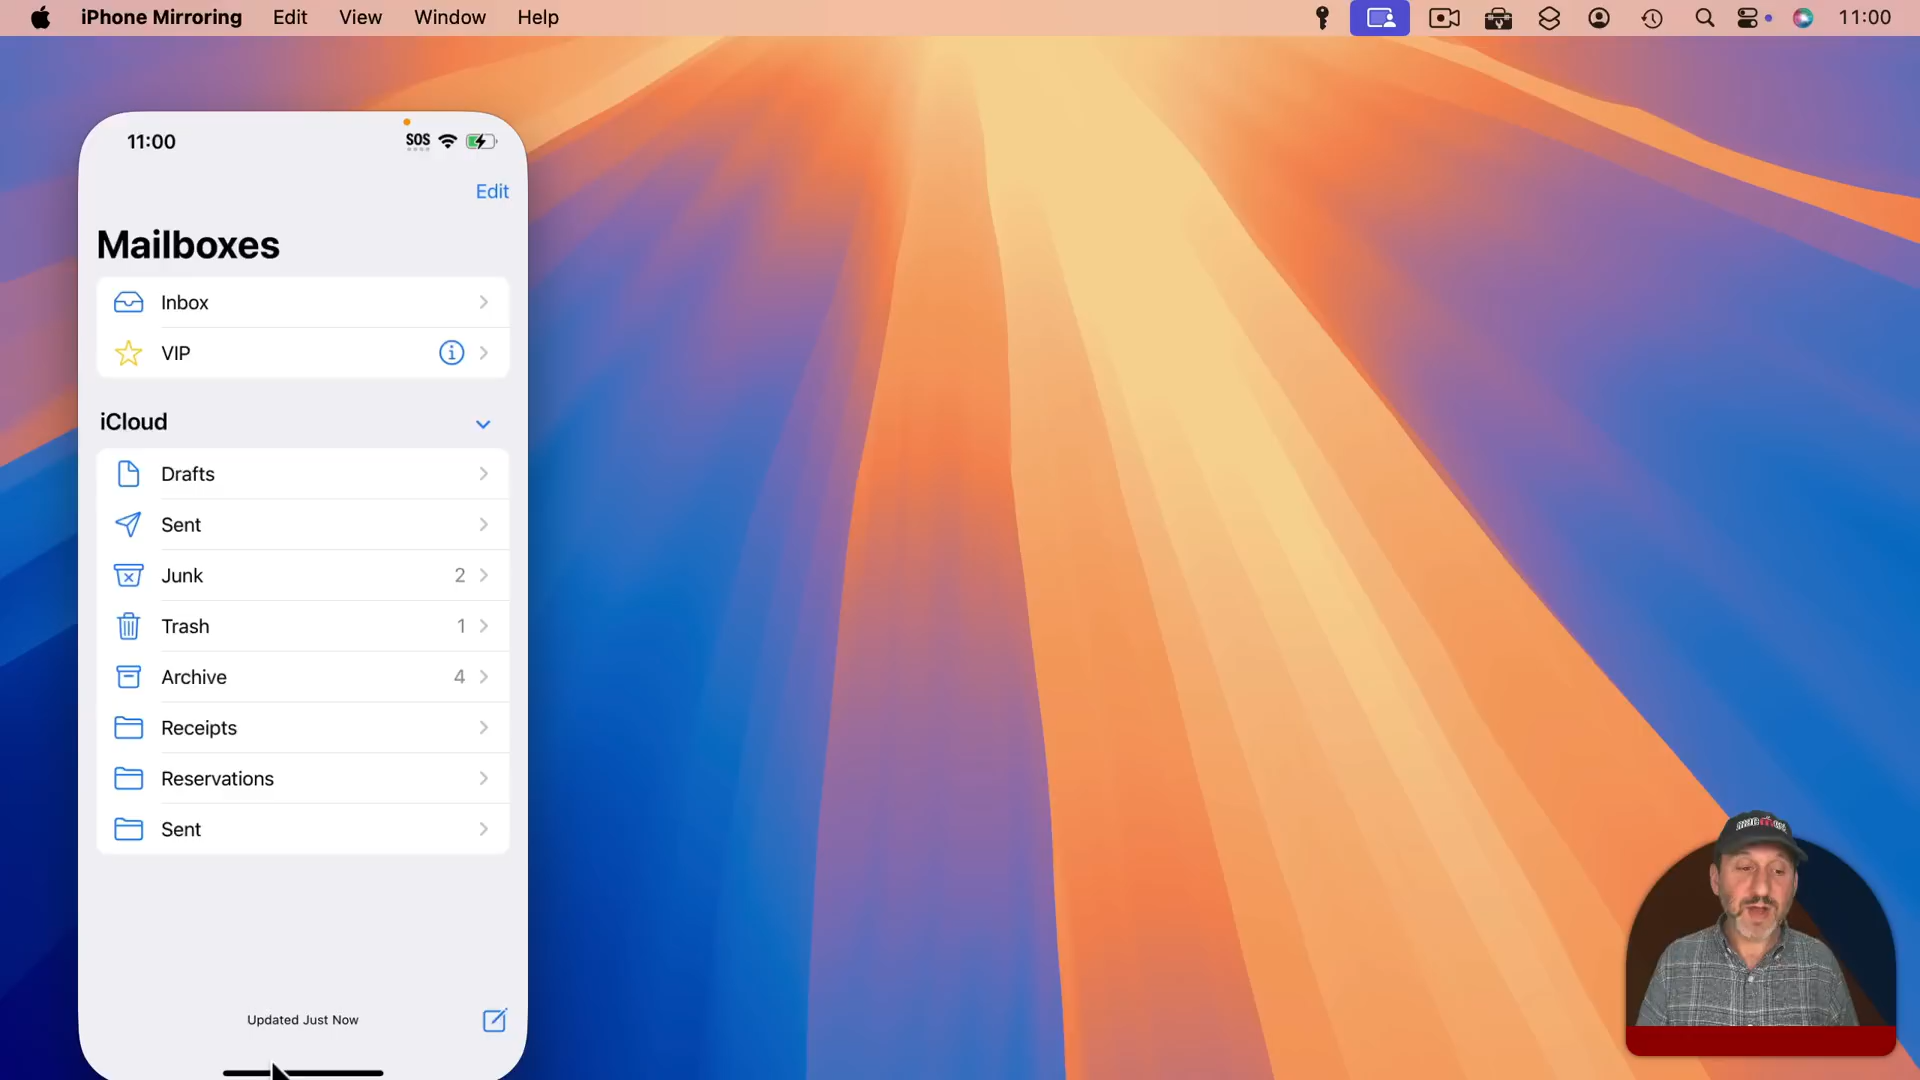 iPhone Mirroring Edit View Window Help 11:00
11:00 SOS
Edit
Mailboxes
Inbox
VIP
iCloud
Drafts
Sent
Junk 2
Trash 1
Archive 4
Receipts
Reservations
Sent
Updated Just Now